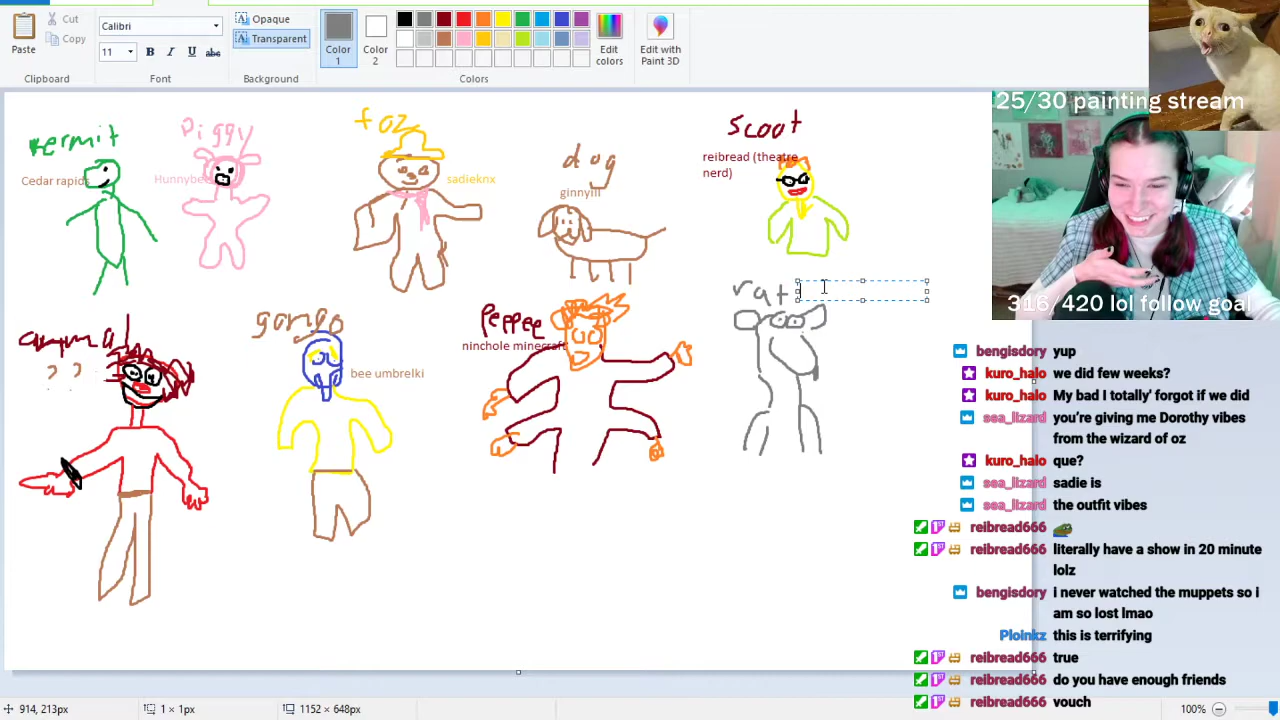 Cut
Copy
Paste
Clipboard
Calibri
11
B I U abc
Font
Opaque
Transparent
Background
Color
1
Color
2
Edit
colors
Colors
Edit with
Paint 3D
25/30 painting stream
316/420 lol follow goal
kermit
Cedar rapids
piggy
Hunnybee
foz
sadieknx
dog
ginnyili
scoot
reibread (theatre
nerd)
rat
gongo
bee umbrelki
peppee
ninchole minecraft
? ?
bengisdory yup
kuro_halo we did few weeks?
kuro_halo My bad I totally' forgot if we did
sea_lizard you're giving me Dorothy vibes
from the wizard of oz
kuro_halo que?
sea_lizard sadie is
sea_lizard the outfit vibes
reibread666
reibread666 literally have a show in 20 minute
lolz
bengisdory i never watched the muppets so i
am so lost lmao
Ploinkz this is terrifying
reibread666 true
reibread666 do you have enough friends
reibread666 vouch
914, 213px
1 × 1px
1152 × 648px
100%